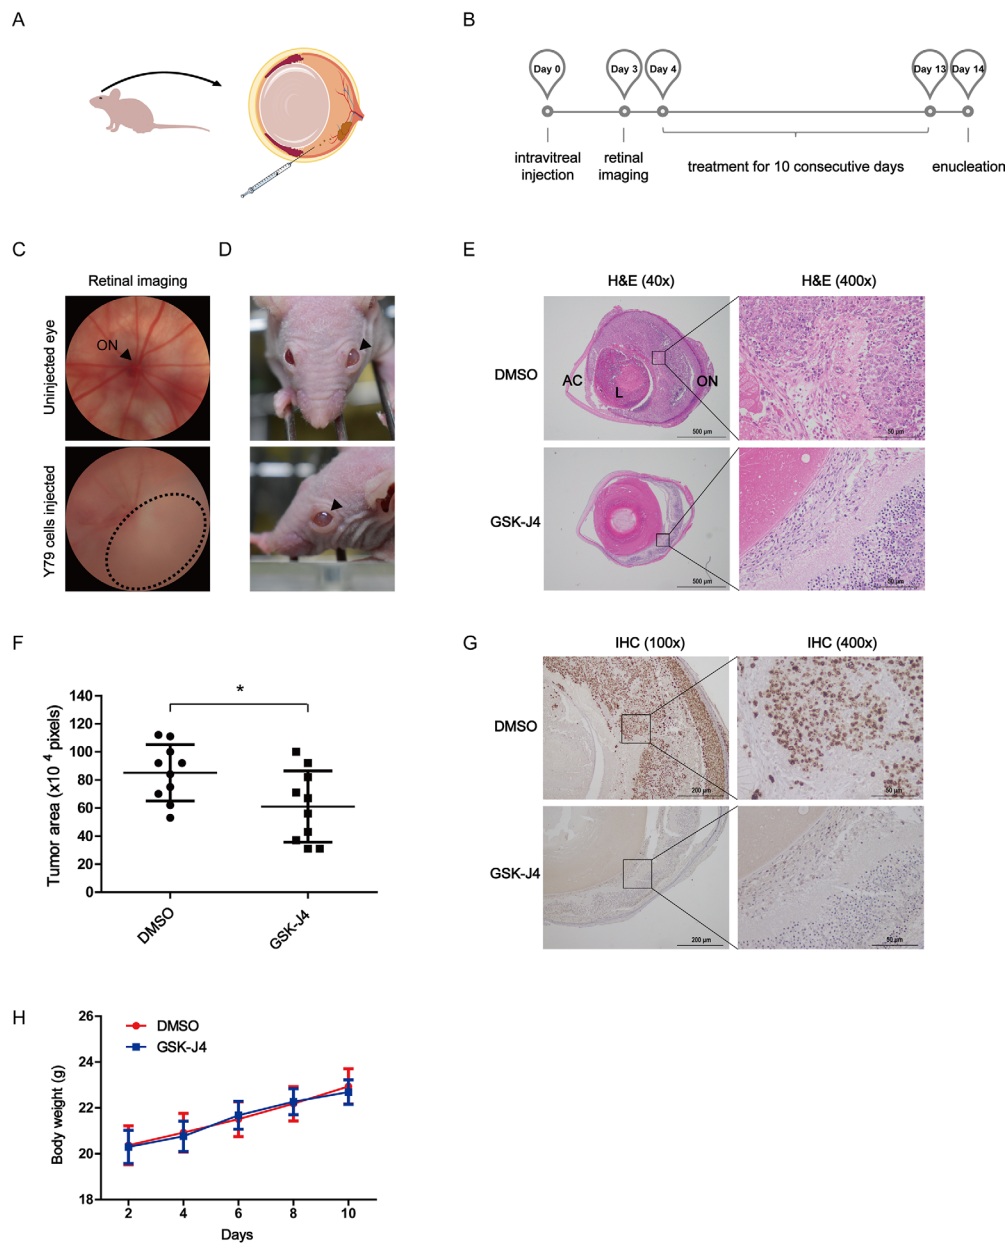 A
B
Day 0
Day 3
Day 4
Day 13
Day 14
intravitreal
injection
retinal
imaging
treatment for 10 consecutive days
enucleation
C
D
E
Retinal imaging
H&E (40x)
H&E (400x)
Uninjected eye
ON
DMSO
AC
L
ON
500 µm
50 µm
Y79 cells injected
GSK-J4
500 µm
50 µm
F
G
IHC (100x)
IHC (400x)
Tumor area (x10 4 pixels)
140
120
100
80
60
40
20
0
*
DMSO
GSK-J4
DMSO
200 µm
50 µm
GSK-J4
200 µm
50 µm
H
Body weight (g)
26
24
22
20
18
DMSO
GSK-J4
2
4
6
8
10
Days